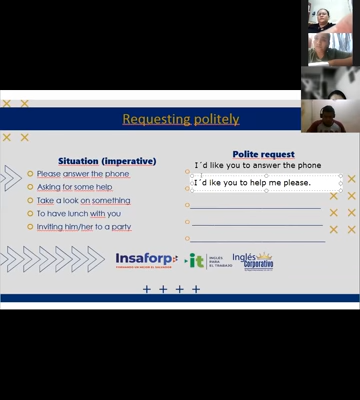 Requesting politely
Situation (imperative)
Please answer the phone
Asking for some help
Take a look on something
To have lunch with you
Inviting him/her to a party
Polite request
I´d like you to answer the phone
I´d ike you to help me please.
Insaforp
it
INGLÉS PARA EL TRABAJO
Inglés
Corporativo